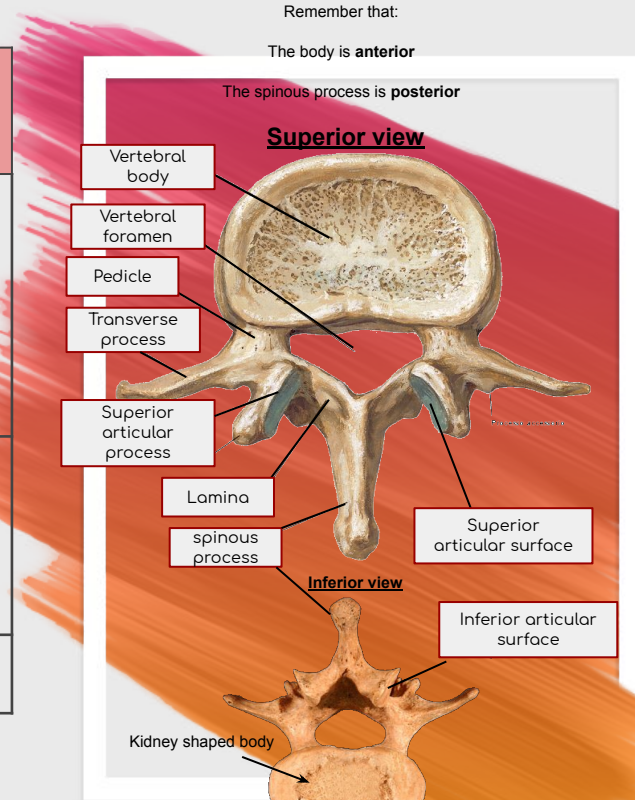 Remember that:
The body is anterior
The spinous process is posterior
Superior view
Vertebral
body
Vertebral
foramen
Pedicle
Transverse
process
Superior
articular
process
Lamina
spinous
process
Superior
articular surface
Inferior view
Inferior articular
surface
Kidney shaped body